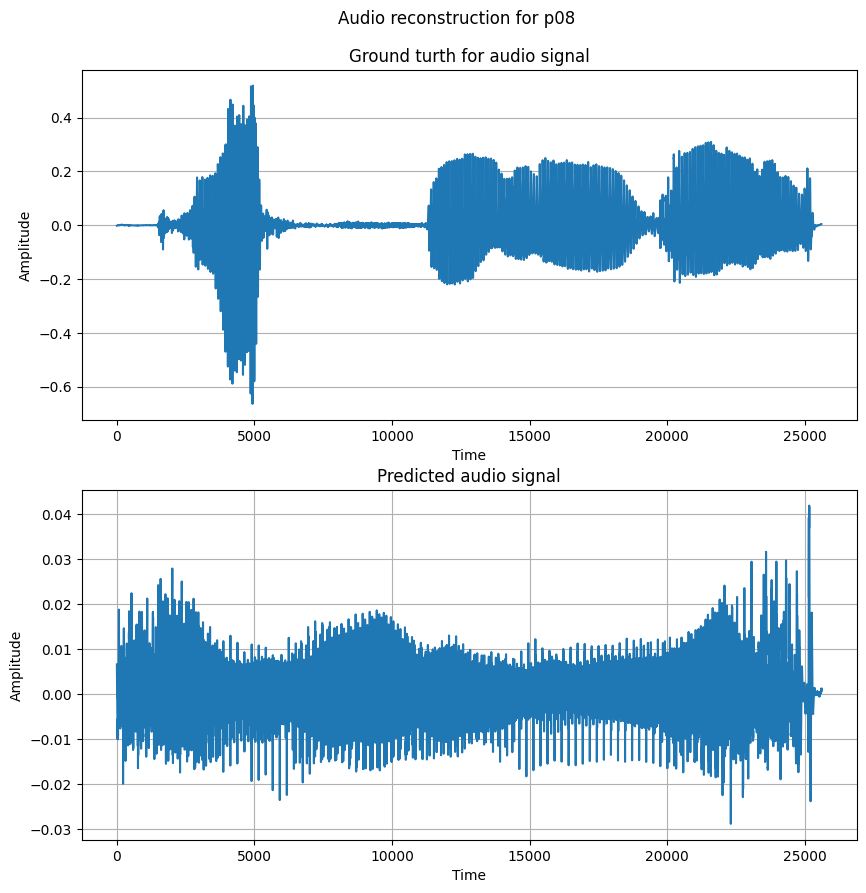 Audio reconstruction for p08
Ground turth for audio signal
0.4
0.2
0.0
−0.2
−0.4
−0.6
Amplitude
0 5000 10000 15000 20000 25000
Time
Predicted audio signal
0.04
0.03
0.02
0.01
0.00
−0.01
−0.02
−0.03
Amplitude
0 5000 10000 15000 20000 25000
Time